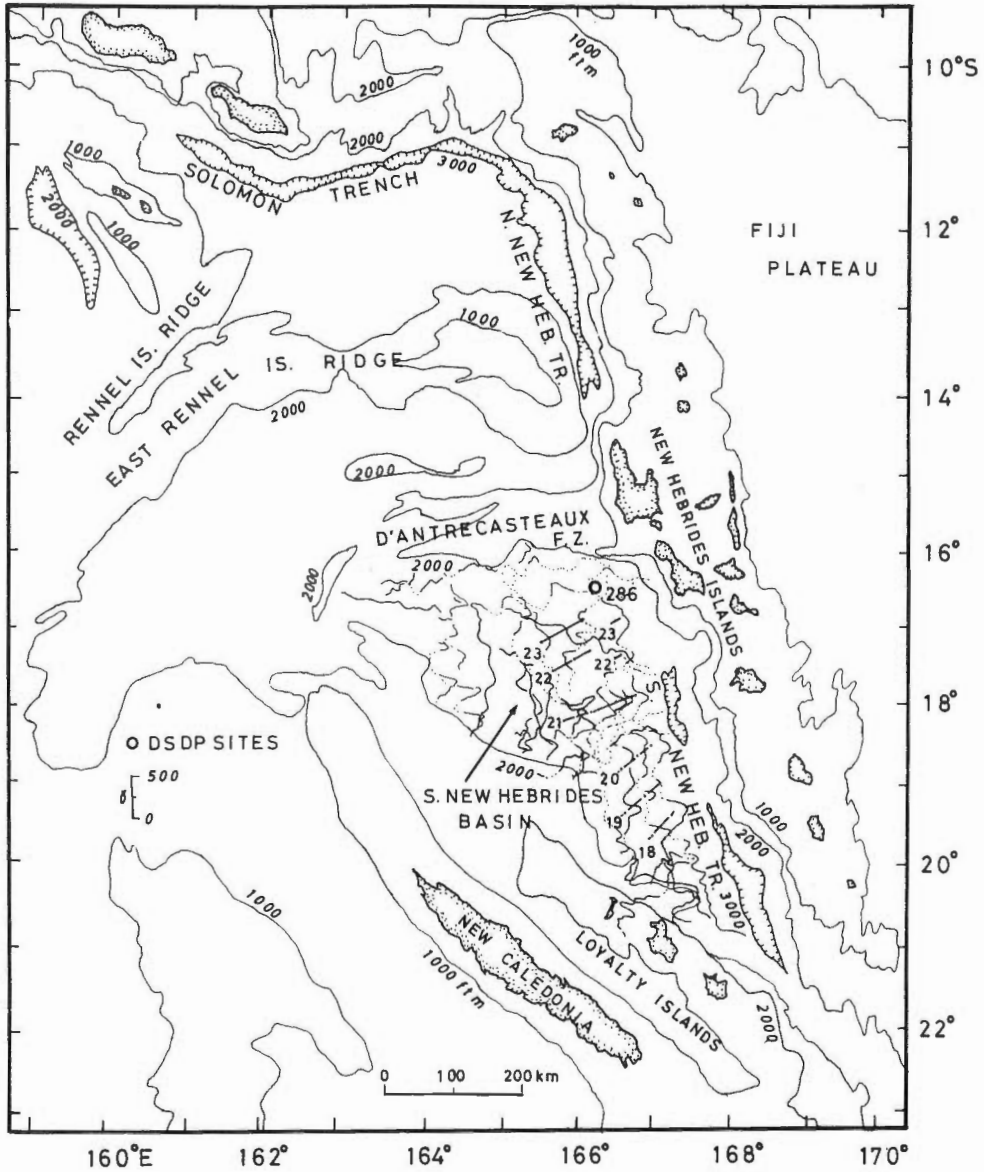 1000
ftm
10°S
2000
2000
1000
3000
SOLOMON TRENCH
2000
1000
N. NEW HEB. TR.
12°
FIJI
PLATEAU
1000
RENNEL IS. RIDGE
EAST RENNEL IS. RIDGE
2000
14°
2000
NEW HEBRIDES ISLANDS
D'ANTRECASTEAUX
F.Z.
16°
2000
2000
286
23
23
22
22
21
S. NEW HEB. TR.
18°
DSDP SITES
500
γ
0
2000
20
S. NEW HEBRIDES
BASIN
19
18
1000
2000
3000
20°
1000
NEW CALEDONIA
LOYALTY ISLANDS
1000 ftm
2000
22°
0 100 200 km
160°E 162° 164° 166° 168° 170°